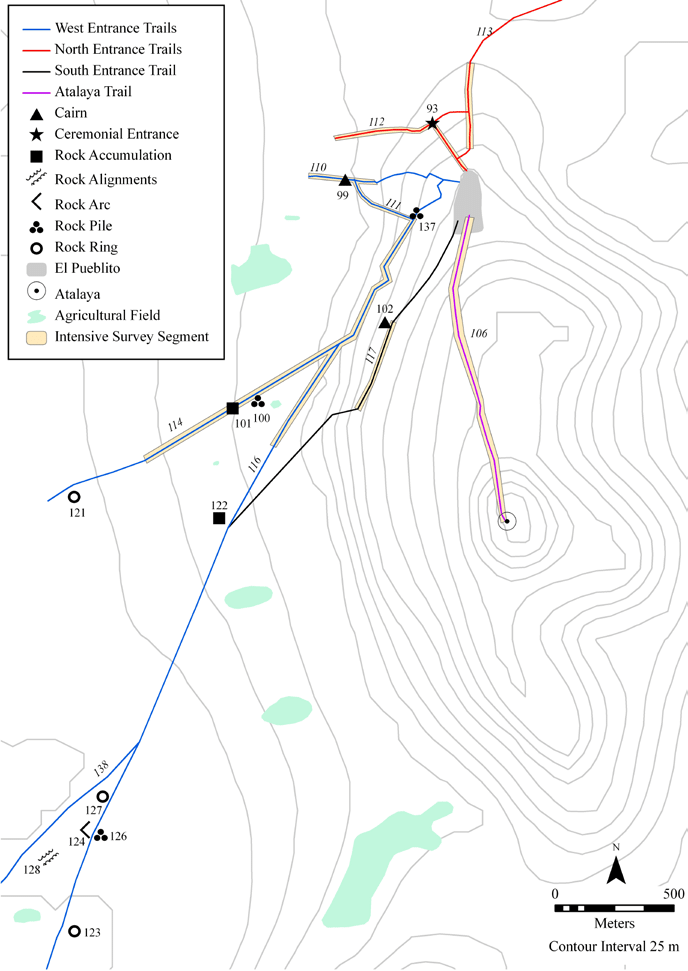 West Entrance Trails
North Entrance Trails
South Entrance Trail
Atalaya Trail
Cairn
Ceremonial Entrance
Rock Accumulation
Rock Alignments
Rock Arc
Rock Pile
Rock Ring
El Pueblito
Atalaya
Agricultural Field
Intensive Survey Segment
113
93
112
110
99
111
137
102
106
117
114
101
100
116
121
122
138
127
124
126
128
123
N
0 500
Meters
Contour Interval 25 m